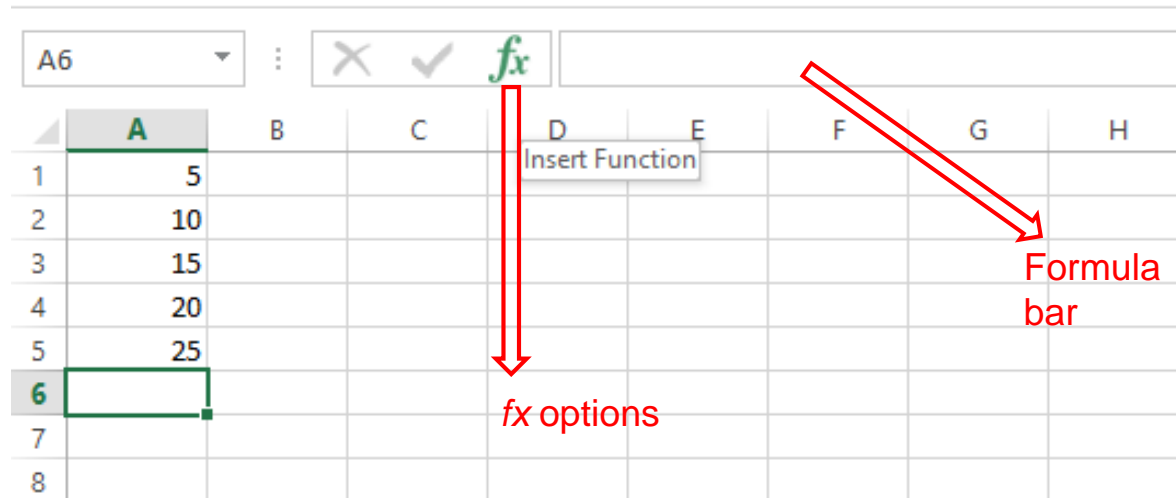 A6
fx
A B C D E F G H
Insert Function
1 5
2 10
3 15
4 20
5 25
6
7
8
Formula
bar
fx options